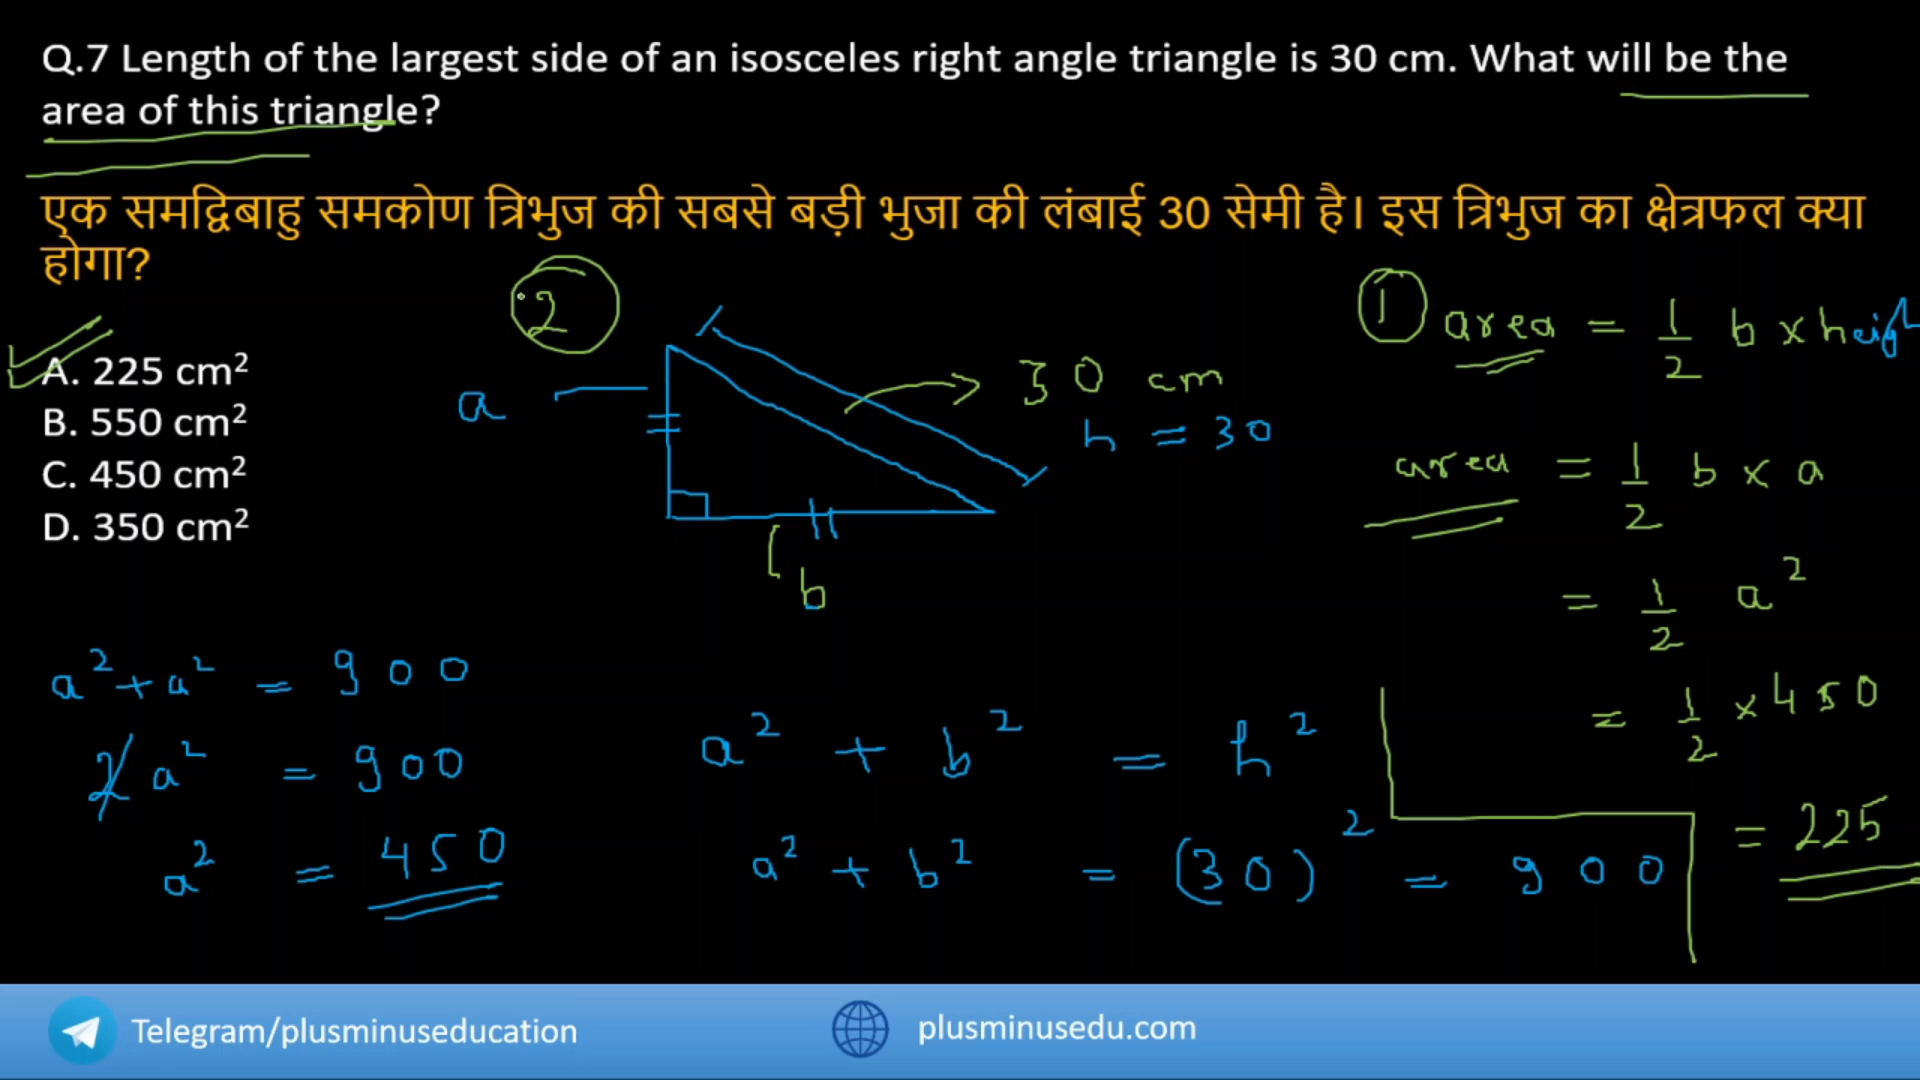 Q.7 Length of the largest side of an isosceles right angle triangle is 30 cm. What will be the
area of this triangle?
एक समद्विबाहु समकोण त्रिभुज की सबसे बड़ी भुजा की लंबाई 30 सेमी है। इस त्रिभुज का क्षेत्रफल क्या
होगा?
A. 225 cm²
B. 550 cm²
C. 450 cm²
D. 350 cm²
2
a
30 cm
h = 30
b
1 area = 1/2 b × heigh
area = 1/2 b × a
= 1/2 a²
= 1/2 × 450
= 225
a² + a² = 900
2a² = 900
a² = 450
a² + b² = h²
a² + b² = (30)² = 900
Telegram/plusminuseducation
plusminusedu.com